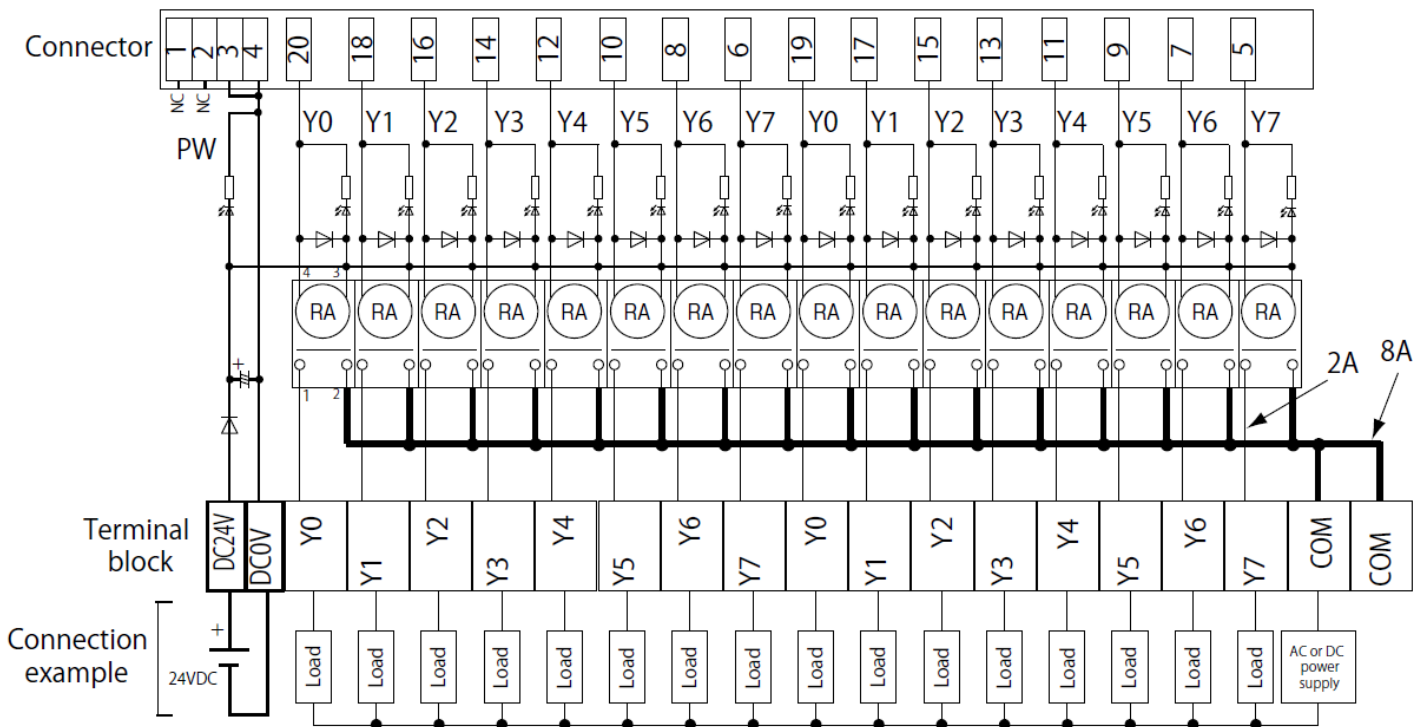 Connector 1 2 3 4 20 18 16 14 12 10 8 6 19 17 15 13 11 9 7 5
NC NC
Y0 Y1 Y2 Y3 Y4 Y5 Y6 Y7 Y0 Y1 Y2 Y3 Y4 Y5 Y6 Y7
PW
4 3
RA RA RA RA RA RA RA RA RA RA RA RA RA RA RA RA
+
2A 8A
1 2
Terminal
block
DC24V DC0V Y0 Y1 Y2 Y3 Y4 Y5 Y6 Y7 Y0 Y1 Y2 Y3 Y4 Y5 Y6 Y7 COM COM
Connection
example
+
24VDC
Load Load Load Load Load Load Load Load Load Load Load Load Load Load Load Load
AC or DC
power
supply